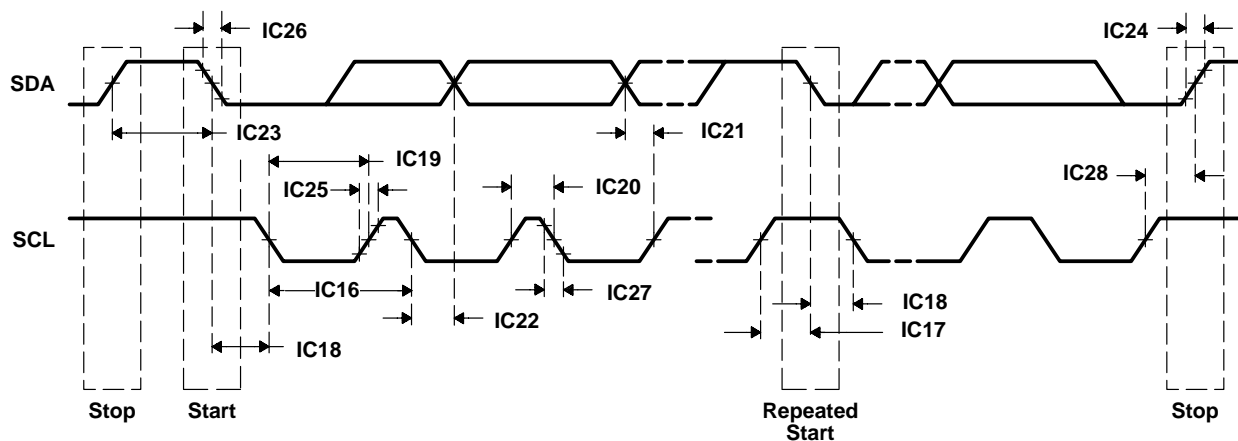 IC26
IC24
SDA
IC23
IC21
IC19
IC25
IC20
IC28
SCL
IC16
IC27
IC22
IC18
IC18
IC17
Stop
Start
Repeated
Start
Stop